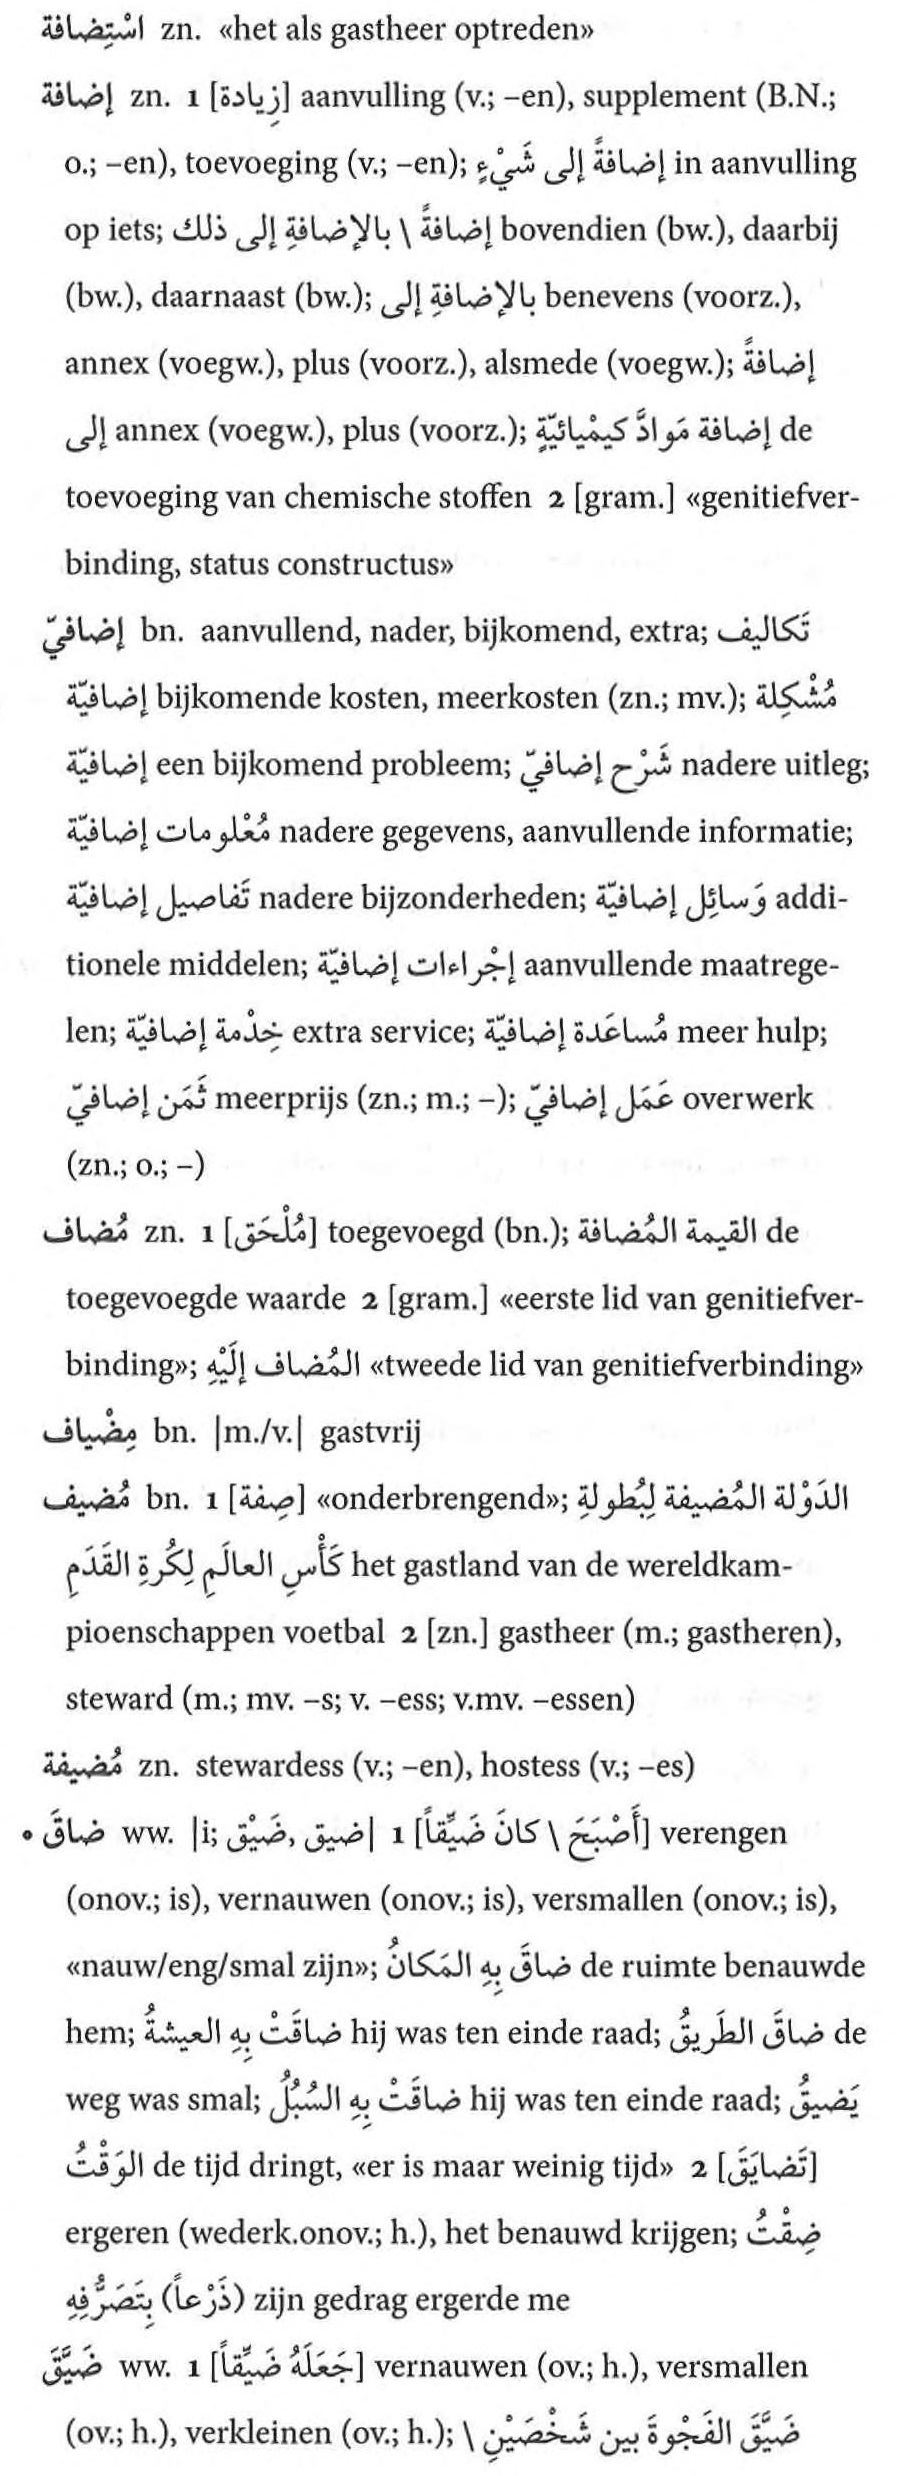 اسْتِضافة zn. «het als gastheer optreden»
إضافة zn. 1 [زِيادة] aanvulling (v.; –en), supplement (B.N.;
o.; –en), toevoeging (v.; –en); إضافةً إلى شَيْءٍ in aanvulling
op iets; إضافةً \ بالإضافةِ إلى ذلك bovendien (bw.), daarbij
(bw.), daarnaast (bw.); بالإضافةِ إلى benevens (voorz.),
annex (voegw.), plus (voorz.), alsmede (voegw.); إضافةً
إلى annex (voegw.), plus (voorz.); إضافة مَوادَّ كيمْيائيّةٍ de
toevoeging van chemische stoffen 2 [gram.] «genitiefver-
binding, status constructus»
إضافيّ bn. aanvullend, nader, bijkomend, extra; تَكاليف
إضافيّة bijkomende kosten, meerkosten (zn.; mv.); مُشْكِلة
إضافيّة een bijkomend probleem; شَرْح إضافيّ nadere uitleg;
مُعْلومات إضافيّة nadere gegevens, aanvullende informatie;
تَفاصيل إضافيّة nadere bijzonderheden; وَسائِل إضافيّة addi-
tionele middelen; إجْراءات إضافيّة aanvullende maatrege-
len; خِدْمة إضافيّة extra service; مُساعَدة إضافيّة meer hulp;
ثَمَن إضافيّ meerprijs (zn.; m.; –); عَمَل إضافيّ overwerk
(zn.; o.; –)
مُضاف zn. 1 [مُلْحَق] toegevoegd (bn.); القيمة المُضافة de
toegevoegde waarde 2 [gram.] «eerste lid van genitiefver-
binding»; المُضاف إلَيْهِ «tweede lid van genitiefverbinding»
مِضْياف bn. |m./v.| gastvrij
مُضيف bn. 1 [صِفة] «onderbrengend»; الدَوْلة المُضيفة لِبُطولةِ
كَأْسِ العالَمِ لِكُرةِ القَدَمِ het gastland van de wereldkam-
pioenschappen voetbal 2 [zn.] gastheer (m.; gastheren),
steward (m.; mv. –s; v. –ess; v.mv. –essen)
مُضيفة zn. stewardess (v.; –en), hostess (v.; –es)
• ضاقَ ww. |i; ضيق, ضَيْق| 1 [أَصْبَحَ \ كانَ ضَيِّقاً] verengen
(onov.; is), vernauwen (onov.; is), versmallen (onov.; is),
«nauw/eng/smal zijn»; ضاقَ بِهِ المَكانُ de ruimte benauwde
hem; ضاقَتْ بِهِ العيشةُ hij was ten einde raad; ضاقَ الطَريقُ de
weg was smal; ضاقَتْ بِهِ السُبُلُ hij was ten einde raad; يَضيقُ
الوَقْتُ de tijd dringt, «er is maar weinig tijd» 2 [تَضايَقَ]
ergeren (wederk.onov.; h.), het benauwd krijgen; ضِقْتُ
(ذَرْعاً) بِتَصَرُّفِهِ zijn gedrag ergerde me
ضَيَّقَ ww. 1 [جَعَلَهُ ضَيِّقاً] vernauwen (ov.; h.), versmallen
(ov.; h.), verkleinen (ov.; h.); ضَيَّقَ الفَجْوةَ بين شَخْصَيْنِ \